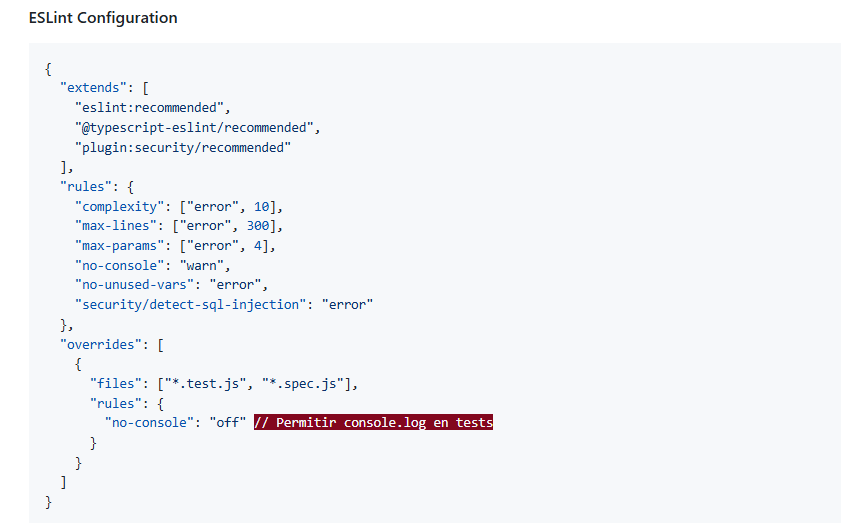 ESLint Configuration
{
  "extends": [
    "eslint:recommended",
    "@typescript-eslint/recommended",
    "plugin:security/recommended"
  ],
  "rules": {
    "complexity": ["error", 10],
    "max-lines": ["error", 300],
    "max-params": ["error", 4],
    "no-console": "warn",
    "no-unused-vars": "error",
    "security/detect-sql-injection": "error"
  },
  "overrides": [
    {
      "files": ["*.test.js", "*.spec.js"],
      "rules": {
        "no-console": "off" // Permitir console.log en tests
      }
    }
  ]
}